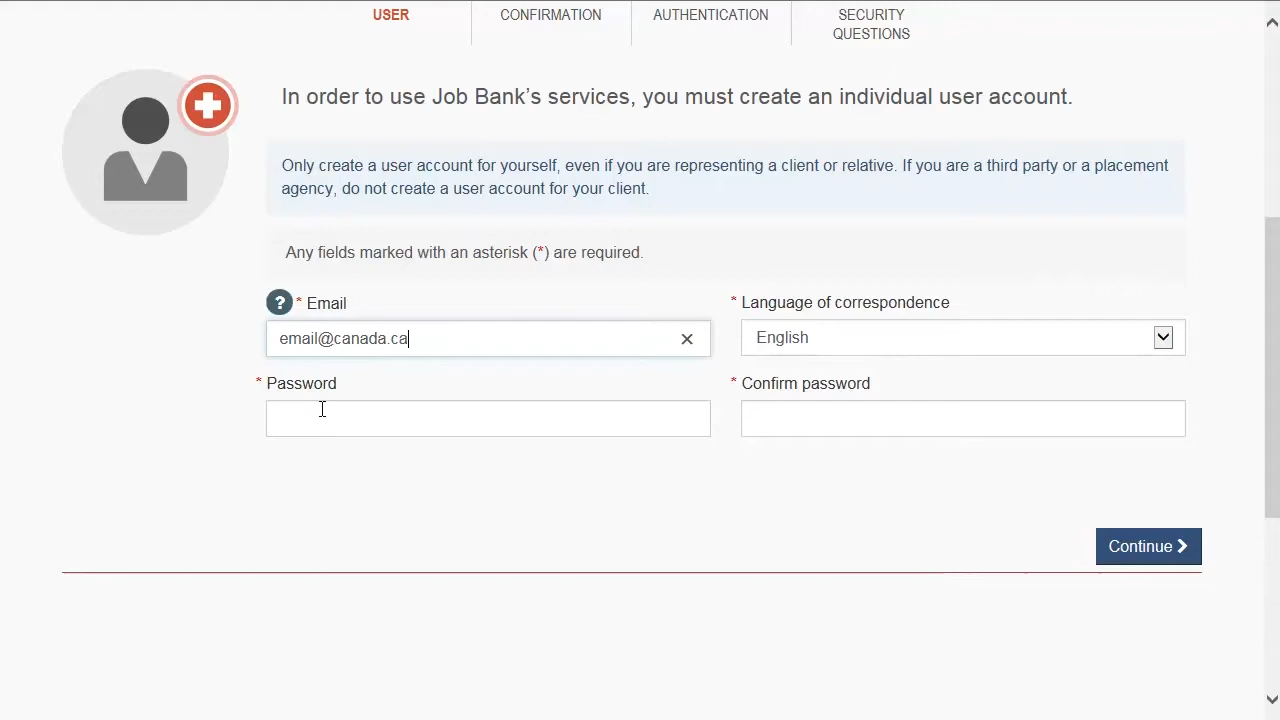 USER
CONFIRMATION
AUTHENTICATION
SECURITY
QUESTIONS
In order to use Job Bank’s services, you must create an individual user account.
Only create a user account for yourself, even if you are representing a client or relative. If you are a third party or a placement
agency, do not create a user account for your client.
Any fields marked with an asterisk (*) are required.
? * Email
* Language of correspondence
email@canada.ca
English
* Password
* Confirm password
Continue